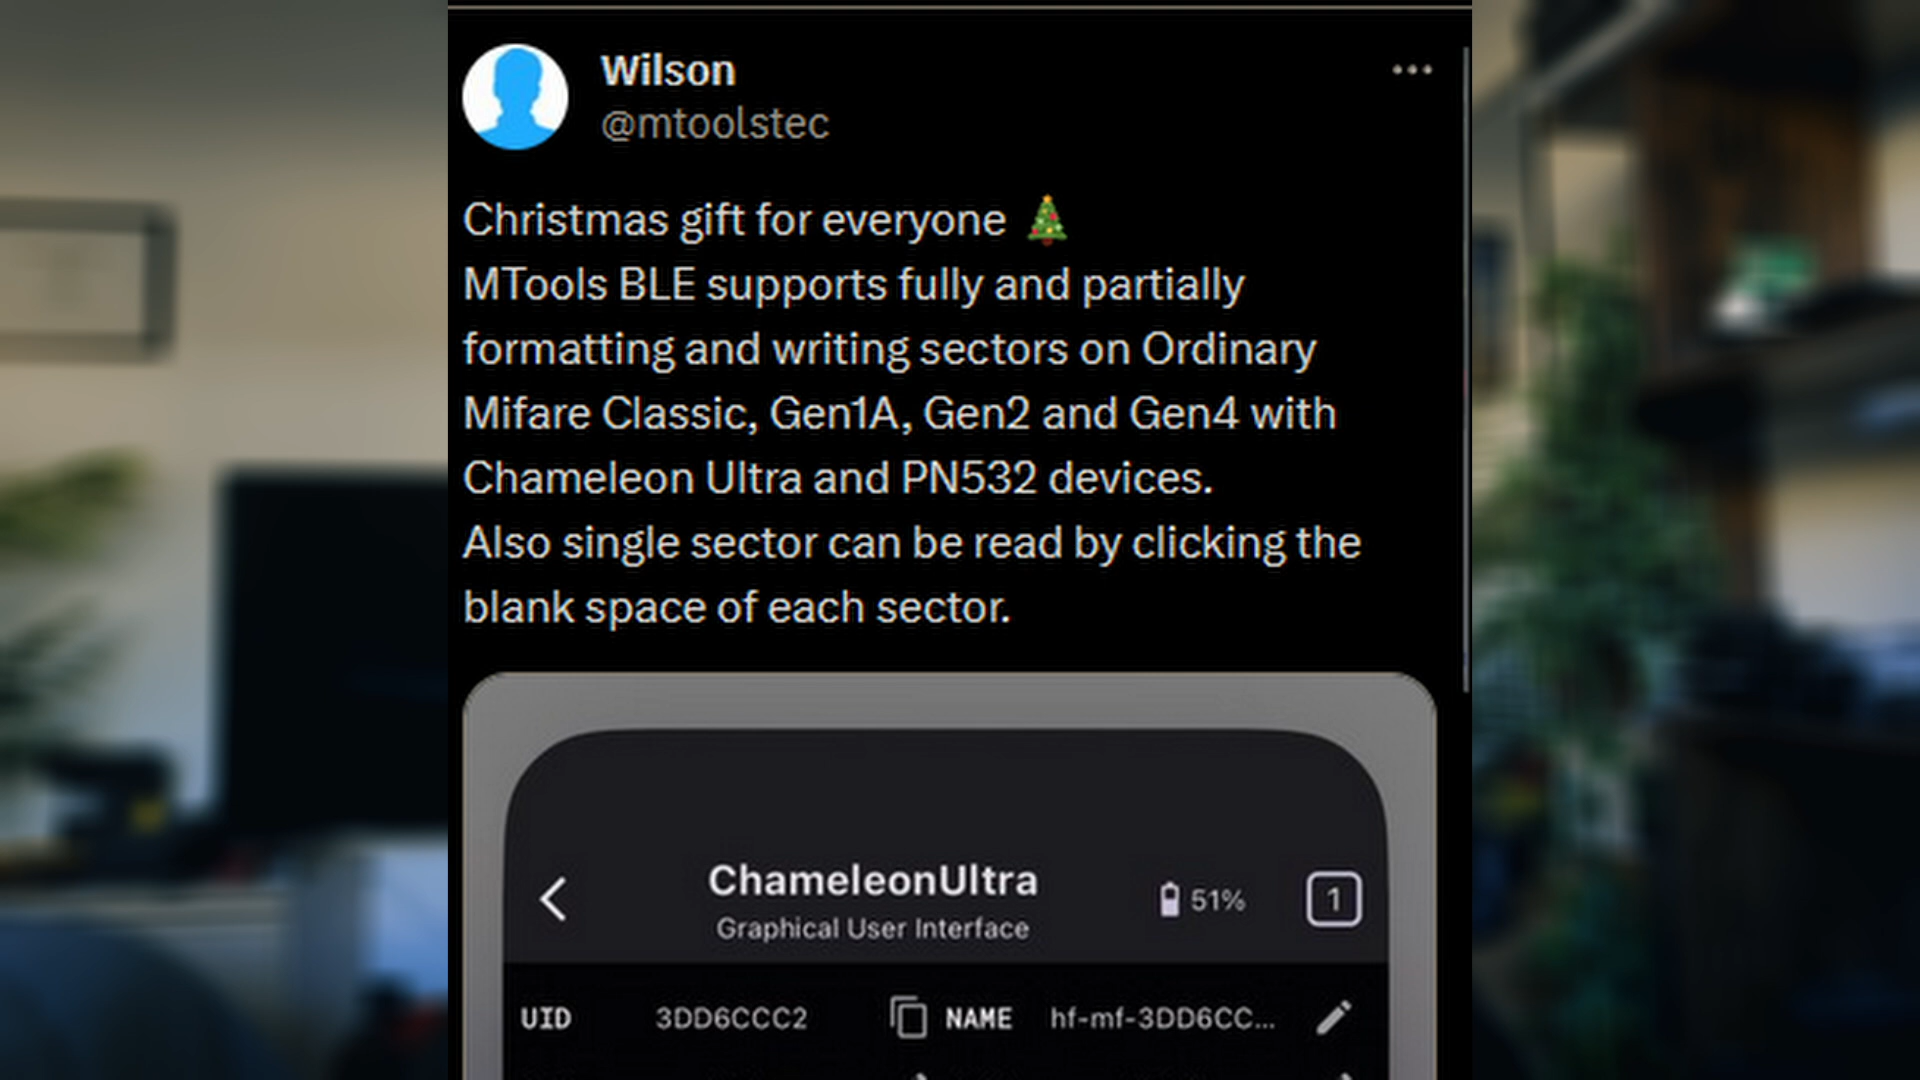 Wilson
@mtoolstec
Christmas gift for everyone 🎄
MTools BLE supports fully and partially
formatting and writing sectors on Ordinary
Mifare Classic, Gen1A, Gen2 and Gen4 with
Chameleon Ultra and PN532 devices.
Also single sector can be read by clicking the
blank space of each sector.
ChameleonUltra
Graphical User Interface
51%
1
UID 3DD6CCC2 NAME hf-mf-3DD6CC...